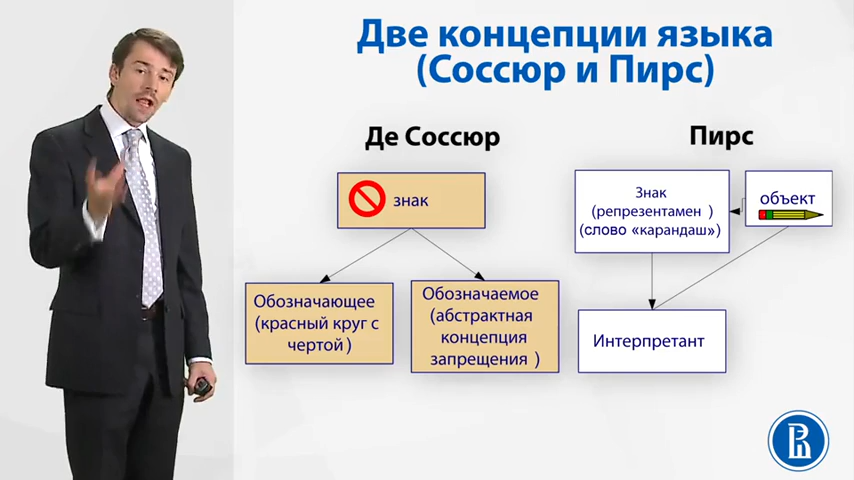 Две концепции языка
(Соссюр и Пирс)
Де Соссюр
знак
Обозначающее
(красный круг с
чертой )
Обозначаемое
(абстрактная
концепция
запрещения )
Пирс
Знак
(репрезентамен )
(слово «карандаш»)
объект
Интерпретант